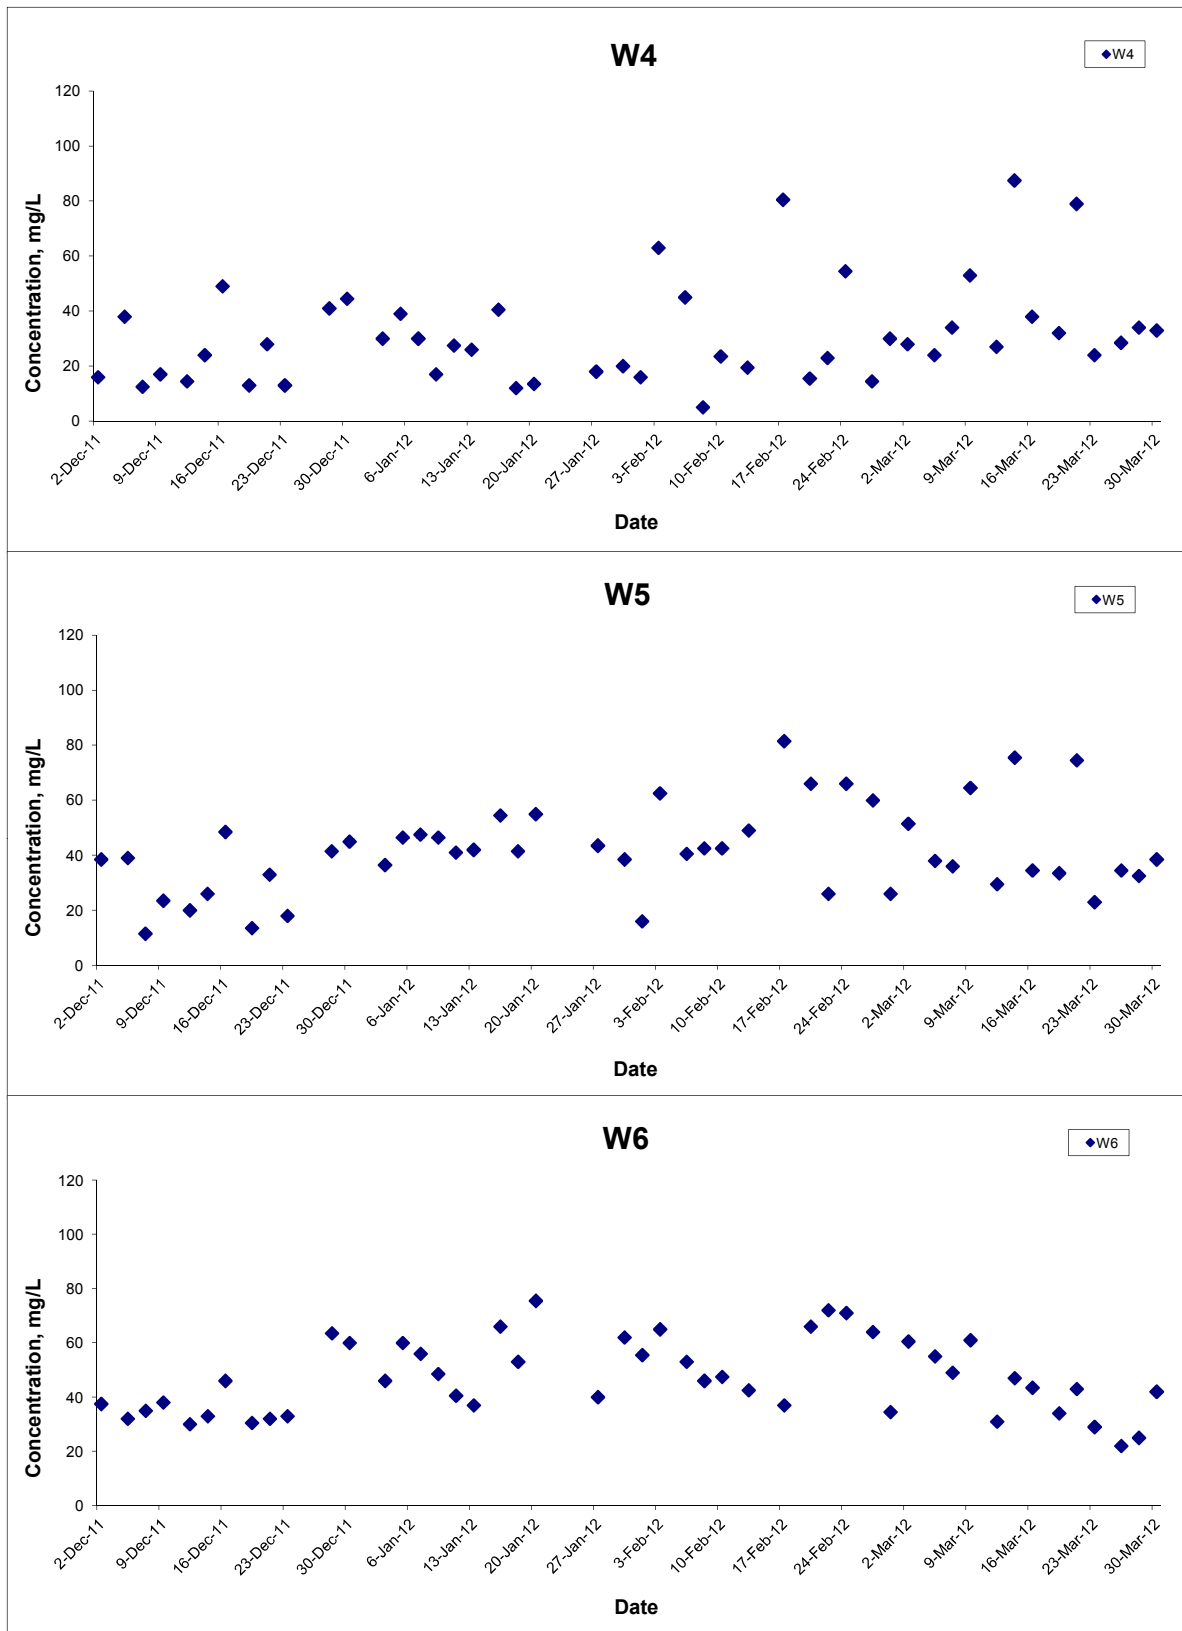 W4
W4
120
100
80
60
40
20
0
Concentration, mg/L
2-Dec-11
9-Dec-11
16-Dec-11
23-Dec-11
30-Dec-11
6-Jan-12
13-Jan-12
20-Jan-12
27-Jan-12
3-Feb-12
10-Feb-12
17-Feb-12
24-Feb-12
2-Mar-12
9-Mar-12
16-Mar-12
23-Mar-12
30-Mar-12
Date
W5
W5
120
100
80
60
40
20
0
Concentration, mg/L
2-Dec-11
9-Dec-11
16-Dec-11
23-Dec-11
30-Dec-11
6-Jan-12
13-Jan-12
20-Jan-12
27-Jan-12
3-Feb-12
10-Feb-12
17-Feb-12
24-Feb-12
2-Mar-12
9-Mar-12
16-Mar-12
23-Mar-12
30-Mar-12
Date
W6
W6
120
100
80
60
40
20
0
Concentration, mg/L
2-Dec-11
9-Dec-11
16-Dec-11
23-Dec-11
30-Dec-11
6-Jan-12
13-Jan-12
20-Jan-12
27-Jan-12
3-Feb-12
10-Feb-12
17-Feb-12
24-Feb-12
2-Mar-12
9-Mar-12
16-Mar-12
23-Mar-12
30-Mar-12
Date